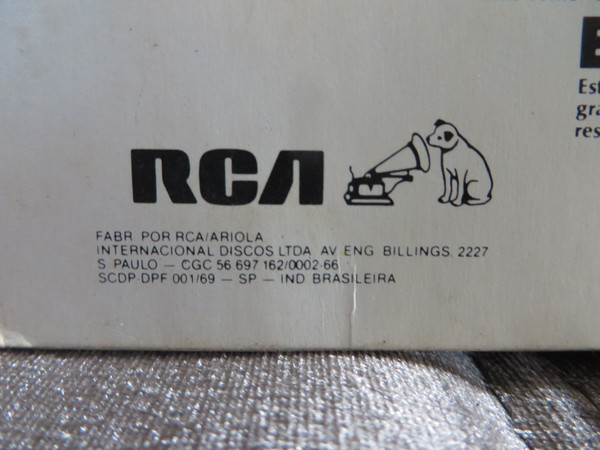 RCA
FABR. POR RCA/ARIOLA
INTERNACIONAL DISCOS LTDA. AV. ENG. BILLINGS, 2227
S. PAULO — CGC 56.697.162/0002-66
SCDP-DPF 001/69 — SP — IND. BRASILEIRA